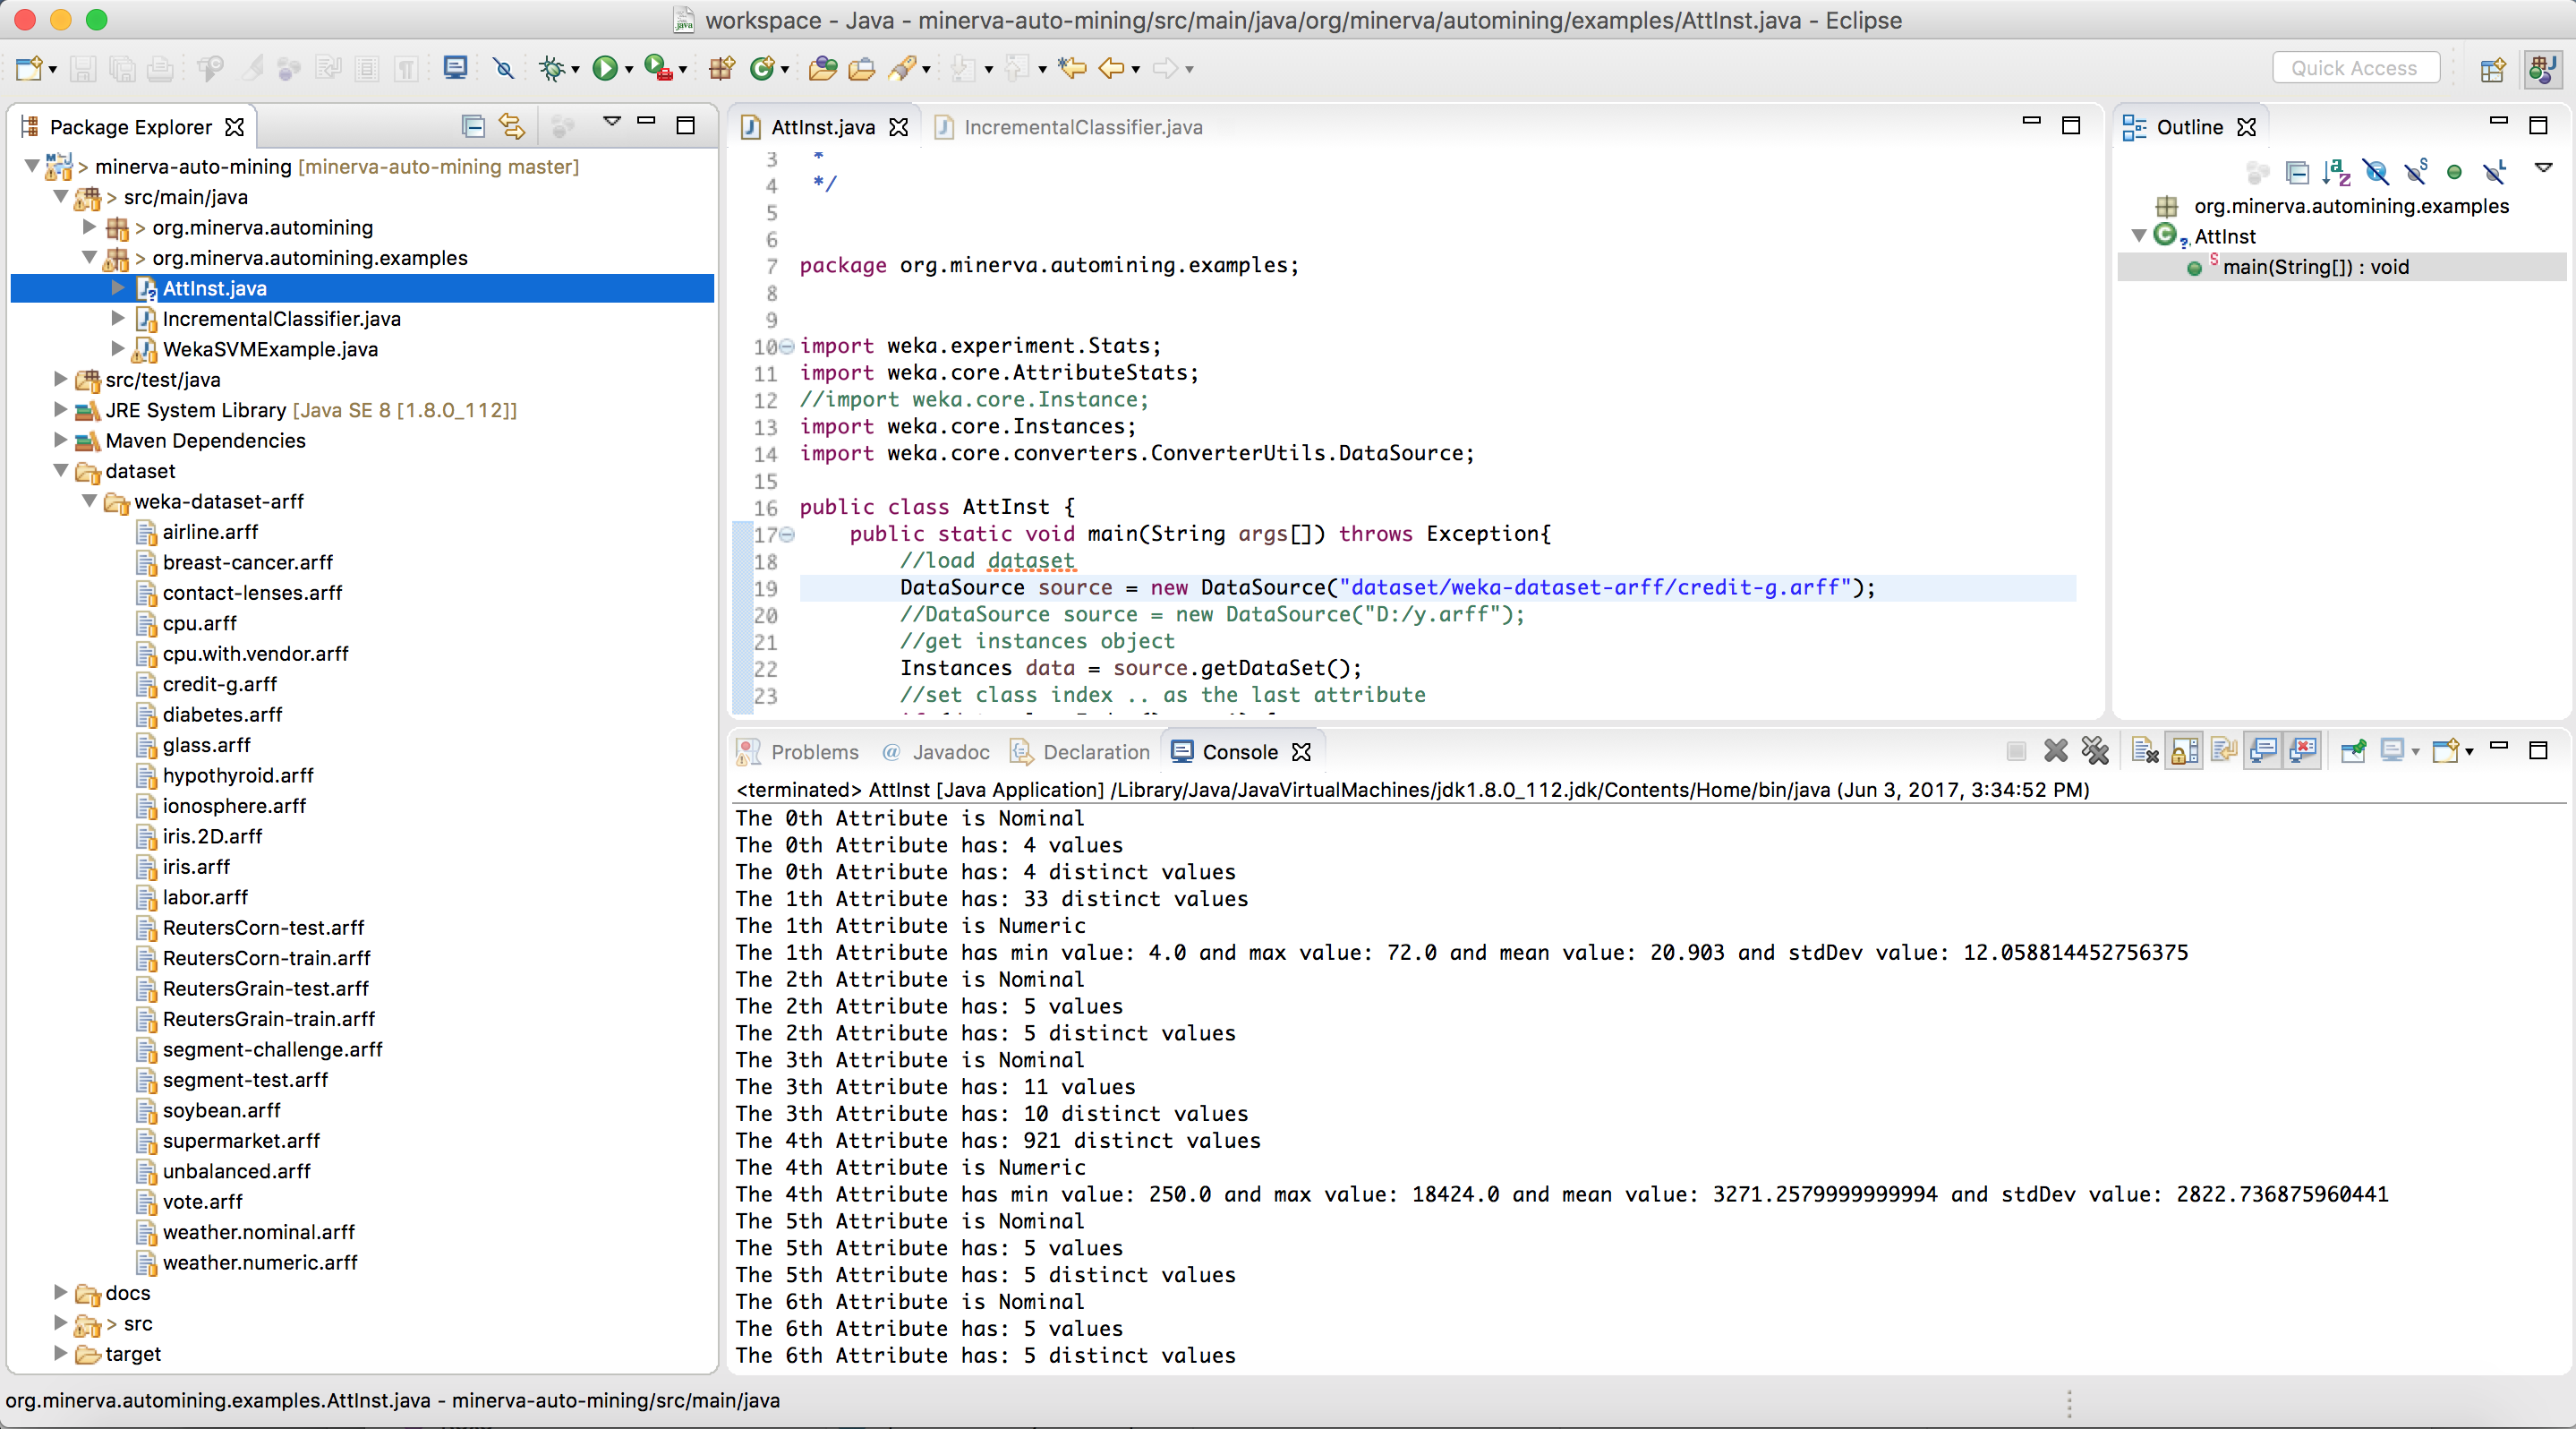 workspace - Java - minerva-auto-mining/src/main/java/org/minerva/automining/examples/AttInst.java - Eclipse
Quick Access
Package Explorer
> minerva-auto-mining [minerva-auto-mining master]
> src/main/java
> org.minerva.automining
> org.minerva.automining.examples
AttInst.java
IncrementalClassifier.java
WekaSVMExample.java
src/test/java
JRE System Library [Java SE 8 [1.8.0_112]]
Maven Dependencies
dataset
weka-dataset-arff
airline.arff
breast-cancer.arff
contact-lenses.arff
cpu.arff
cpu.with.vendor.arff
credit-g.arff
diabetes.arff
glass.arff
hypothyroid.arff
ionosphere.arff
iris.2D.arff
iris.arff
labor.arff
ReutersCorn-test.arff
ReutersCorn-train.arff
ReutersGrain-test.arff
ReutersGrain-train.arff
segment-challenge.arff
segment-test.arff
soybean.arff
supermarket.arff
unbalanced.arff
vote.arff
weather.nominal.arff
weather.numeric.arff
docs
> src
target
AttInst.java IncrementalClassifier.java
3 *
4 */
5
6
7 package org.minerva.automining.examples;
8
9
10 import weka.experiment.Stats;
11 import weka.core.AttributeStats;
12 //import weka.core.Instance;
13 import weka.core.Instances;
14 import weka.core.converters.ConverterUtils.DataSource;
15
16 public class AttInst {
17 public static void main(String args[]) throws Exception{
18 //load dataset
19 DataSource source = new DataSource("dataset/weka-dataset-arff/credit-g.arff");
20 //DataSource source = new DataSource("D:/y.arff");
21 //get instances object
22 Instances data = source.getDataSet();
23 //set class index .. as the last attribute
Outline
org.minerva.automining.examples
AttInst
main(String[]) : void
Problems @ Javadoc Declaration Console
<terminated> AttInst [Java Application] /Library/Java/JavaVirtualMachines/jdk1.8.0_112.jdk/Contents/Home/bin/java (Jun 3, 2017, 3:34:52 PM)
The 0th Attribute is Nominal
The 0th Attribute has: 4 values
The 0th Attribute has: 4 distinct values
The 1th Attribute has: 33 distinct values
The 1th Attribute is Numeric
The 1th Attribute has min value: 4.0 and max value: 72.0 and mean value: 20.903 and stdDev value: 12.058814452756375
The 2th Attribute is Nominal
The 2th Attribute has: 5 values
The 2th Attribute has: 5 distinct values
The 3th Attribute is Nominal
The 3th Attribute has: 11 values
The 3th Attribute has: 10 distinct values
The 4th Attribute has: 921 distinct values
The 4th Attribute is Numeric
The 4th Attribute has min value: 250.0 and max value: 18424.0 and mean value: 3271.2579999999994 and stdDev value: 2822.736875960441
The 5th Attribute is Nominal
The 5th Attribute has: 5 values
The 5th Attribute has: 5 distinct values
The 6th Attribute is Nominal
The 6th Attribute has: 5 values
The 6th Attribute has: 5 distinct values
org.minerva.automining.examples.AttInst.java - minerva-auto-mining/src/main/java